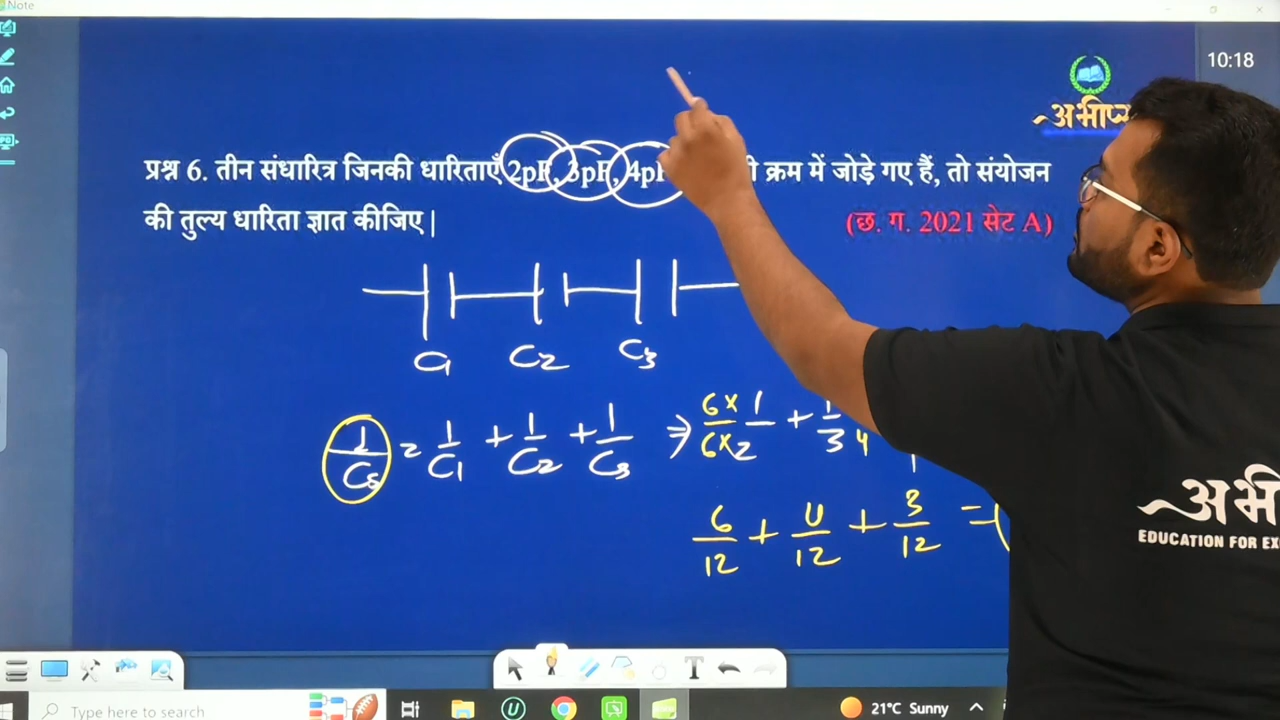 Note
10:18
प्रश्न 6. तीन संधारित्र जिनकी धारिताएँ 2pF, 3pF, 4p क्रम में जोड़े गए हैं, तो संयोजन
की तुल्य धारिता ज्ञात कीजिए |
(छ. ग. 2021 सेट A)
C1 C2 C3
1/Cs = 1/C1 + 1/C2 + 1/C3 ⇒ 6×1/6×2 + 1/3 4
6/12 + 4/12 + 3/12 =
अभी
EDUCATION FOR EX
T
Type here to search
21°C Sunny